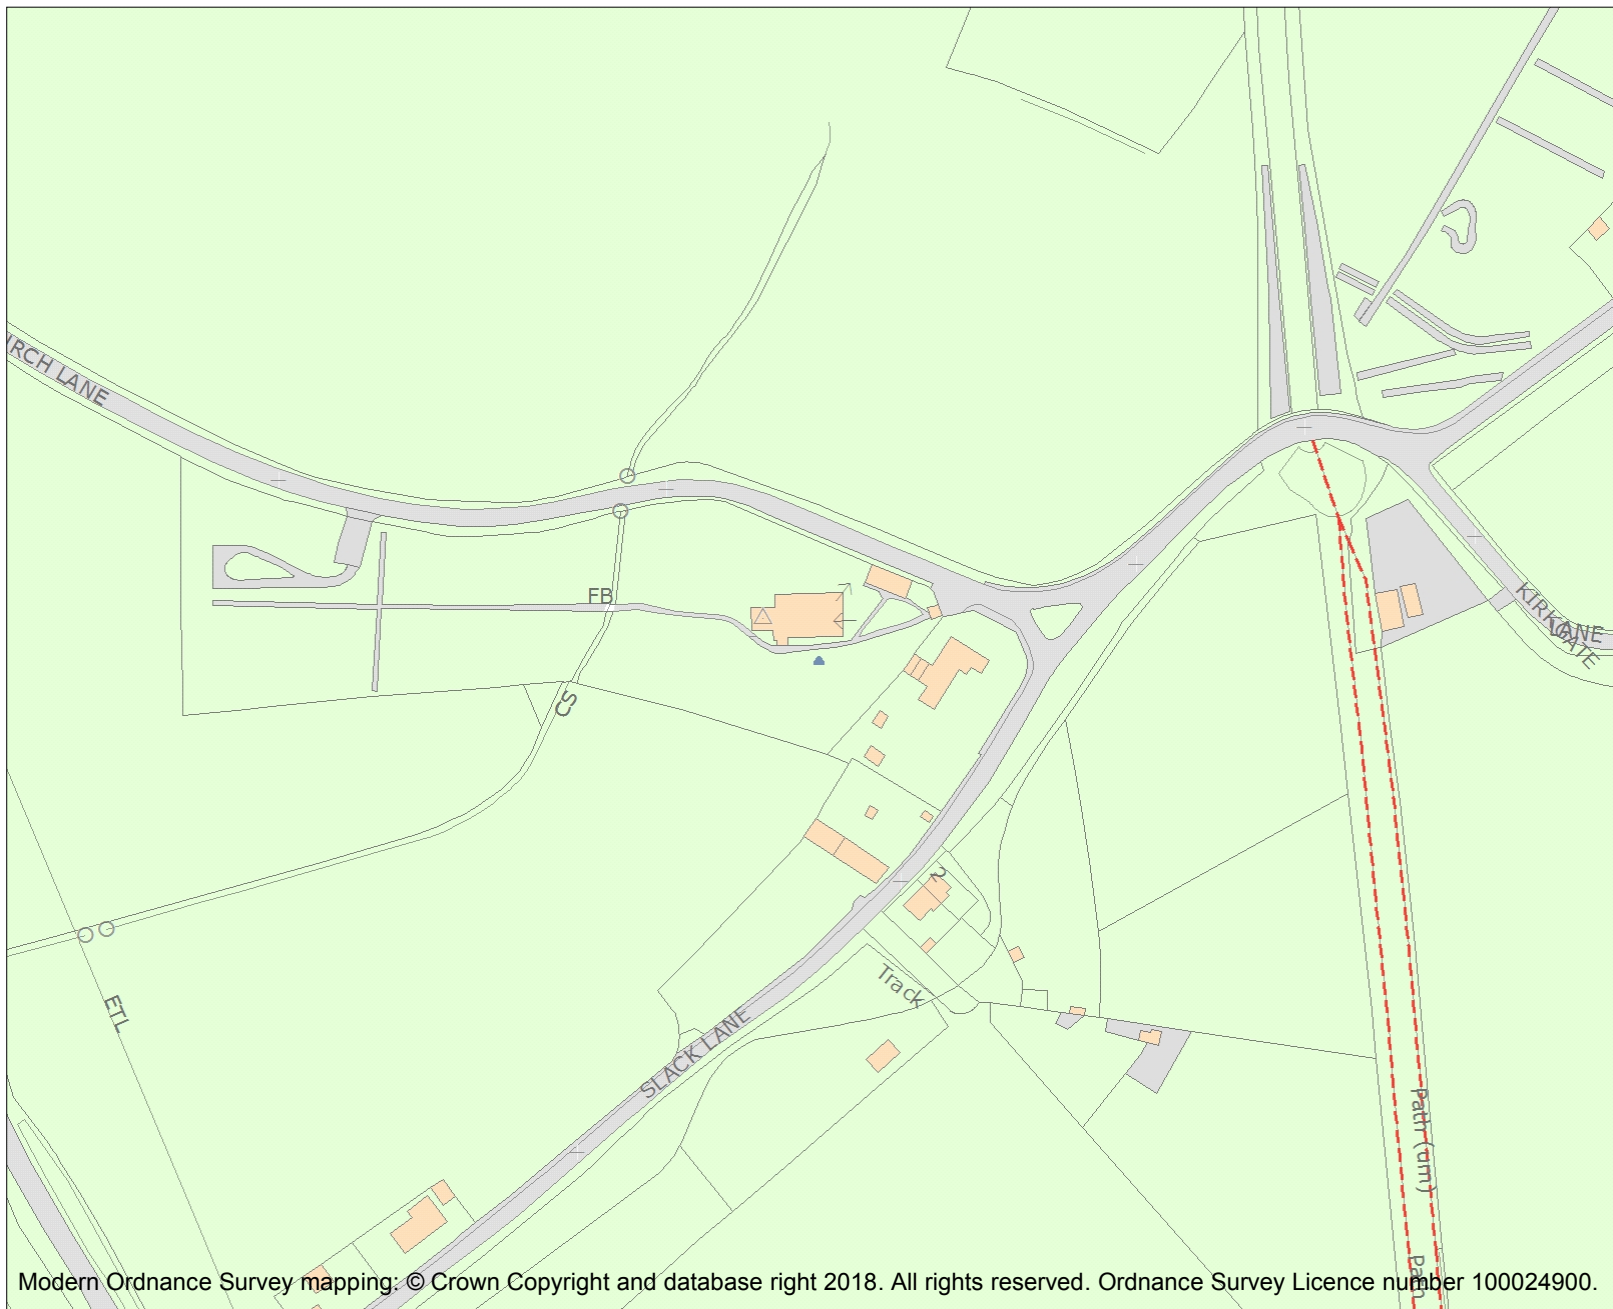 IRCH LANE
FB
KIRKGATE
LANE
CS
2
Track
ETL
SLACK LANE
Path (um)
Path
Modern Ordnance Survey mapping: © Crown Copyright and database right 2018. All rights reserved. Ordnance Survey Licence number 100024900.